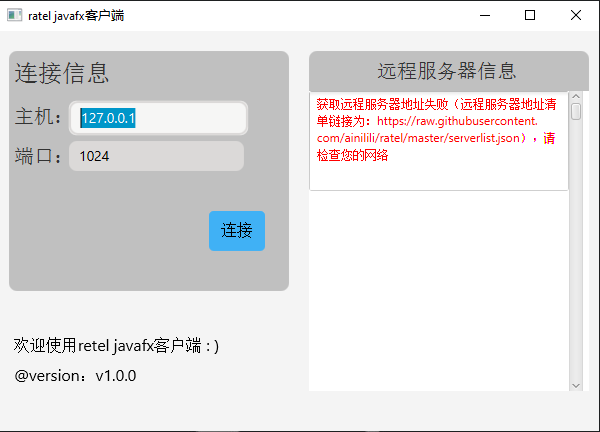 ratel javafx客户端
连接信息
主机：
127.0.0.1
端口：
1024
连接
欢迎使用retel javafx客户端 : )
@version：v1.0.0
远程服务器信息
获取远程服务器地址失败（远程服务器地址清
单链接为：https://raw.githubusercontent.
com/ainilili/ratel/master/serverlist.json），请
检查您的网络